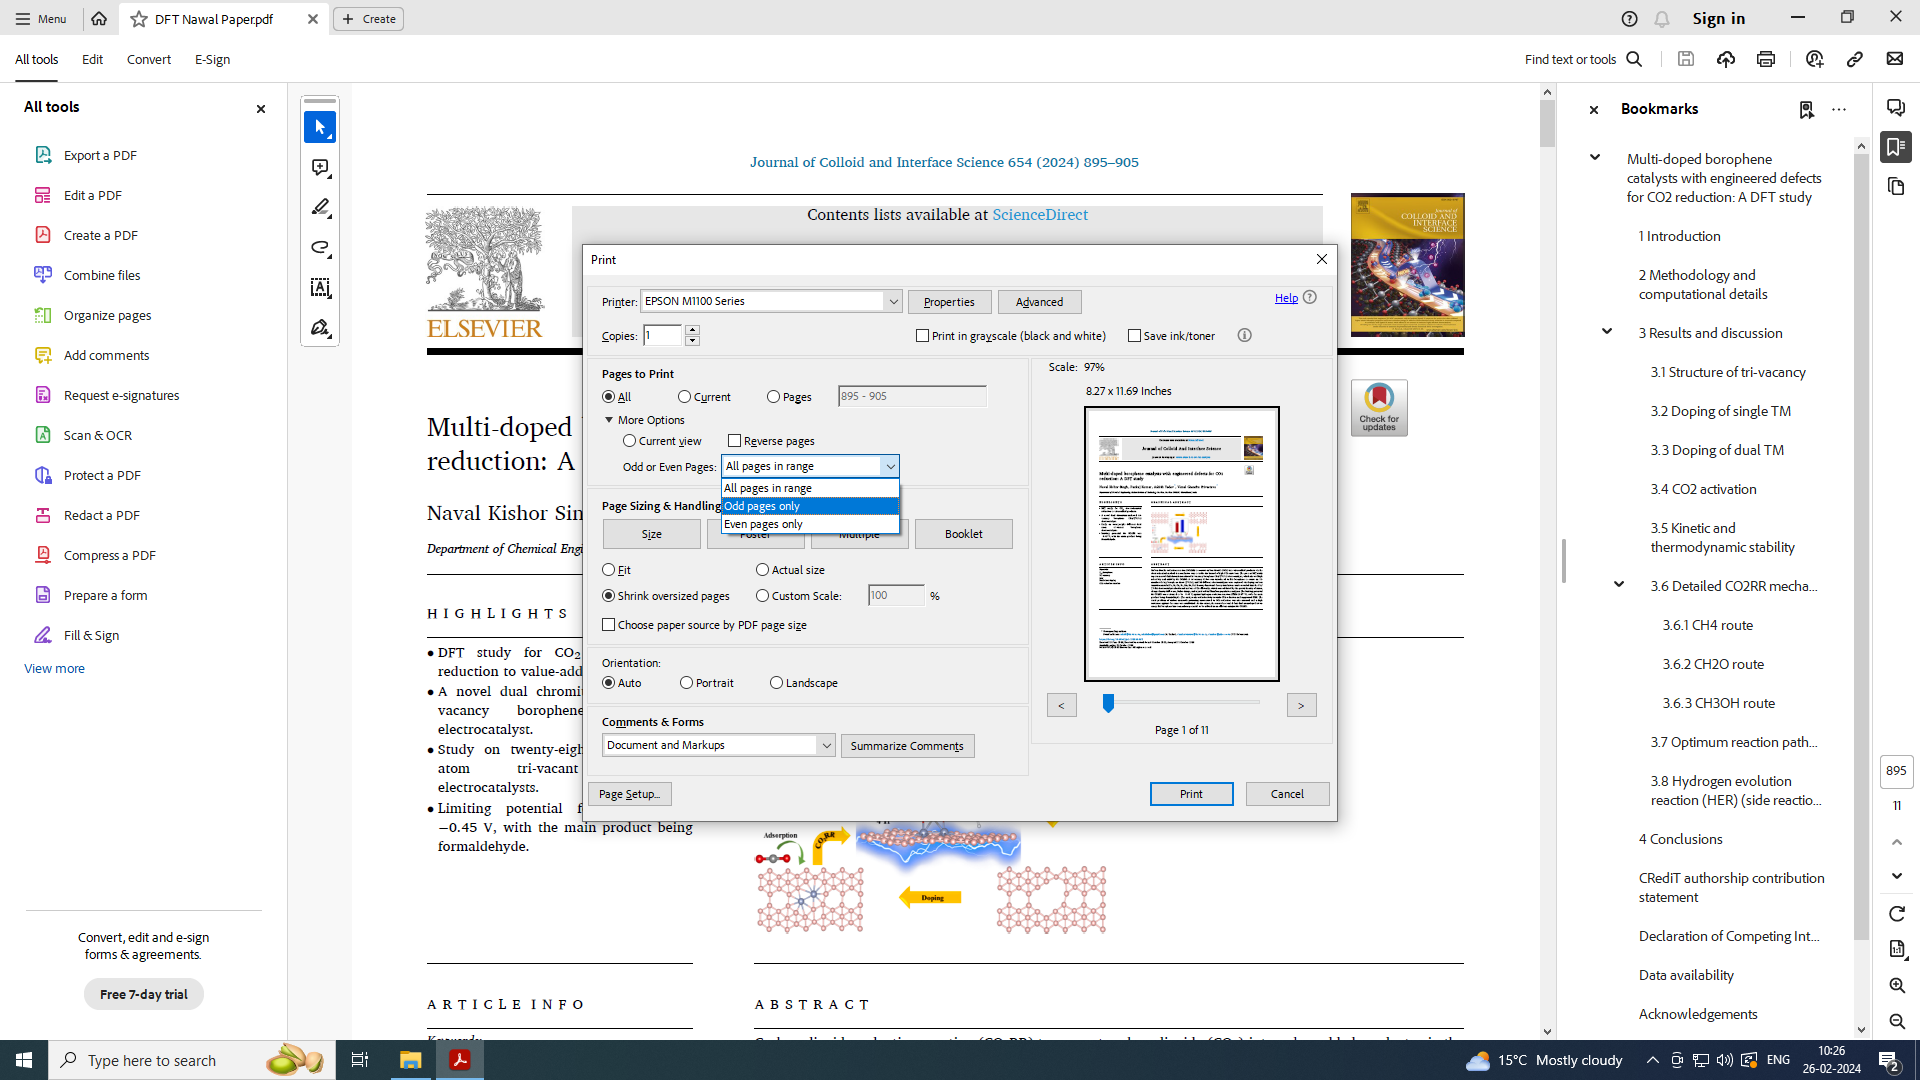 Menu
DFT Nawal Paper.pdf
Create
Sign in
All tools
Edit
Convert
E-Sign
Find text or tools
All tools
Export a PDF
Edit a PDF
Create a PDF
Combine files
Organize pages
Add comments
Request e-signatures
Scan & OCR
Protect a PDF
Redact a PDF
Compress a PDF
Prepare a form
Fill & Sign
View more
Convert, edit and e-sign
forms & agreements.
Free 7-day trial
Journal of Colloid and Interface Science 654 (2024) 895–905
Contents lists available at ScienceDirect
ELSEVIER
COLLOID AND
INTERFACE
SCIENCE
Check for
updates
Multi-doped
reduction: A
Naval Kishor Sin
Department of Chemical Engi
HIGHLIGHTS
• DFT study for CO2
reduction to value-add
• A novel dual chromi
vacancy borophene
electrocatalyst.
• Study on twenty-eigh
atom tri-vacant
electrocatalysts.
• Limiting potential f
−0.45 V, with the main product being
formaldehyde.
Adsorption
CO2RR
Doping
ARTICLE INFO
ABSTRACT
Print
Printer:
EPSON M1100 Series
Properties
Advanced
Help
Copies:
1
Print in grayscale (black and white)
Save ink/toner
Pages to Print
All
Current
Pages
895 - 905
More Options
Current view
Reverse pages
Odd or Even Pages:
All pages in range
All pages in range
Odd pages only
Even pages only
Page Sizing & Handling
Size
Poster
Multiple
Booklet
Fit
Actual size
Shrink oversized pages
Custom Scale:
100
%
Choose paper source by PDF page size
Orientation:
Auto
Portrait
Landscape
Comments & Forms
Document and Markups
Summarize Comments
Scale: 97%
8.27 x 11.69 Inches
<
>
Page 1 of 11
Page Setup...
Print
Cancel
Bookmarks
Multi-doped borophene
catalysts with engineered defects
for CO2 reduction: A DFT study
1 Introduction
2 Methodology and
computational details
3 Results and discussion
3.1 Structure of tri-vacancy
3.2 Doping of single TM
3.3 Doping of dual TM
3.4 CO2 activation
3.5 Kinetic and
thermodynamic stability
3.6 Detailed CO2RR mecha...
3.6.1 CH4 route
3.6.2 CH2O route
3.6.3 CH3OH route
3.7 Optimum reaction path...
3.8 Hydrogen evolution
reaction (HER) (side reactio...
4 Conclusions
CRediT authorship contribution
statement
Declaration of Competing Int...
Data availability
Acknowledgements
895
11
Type here to search
15°C Mostly cloudy
ENG
10:26
26-02-2024
2